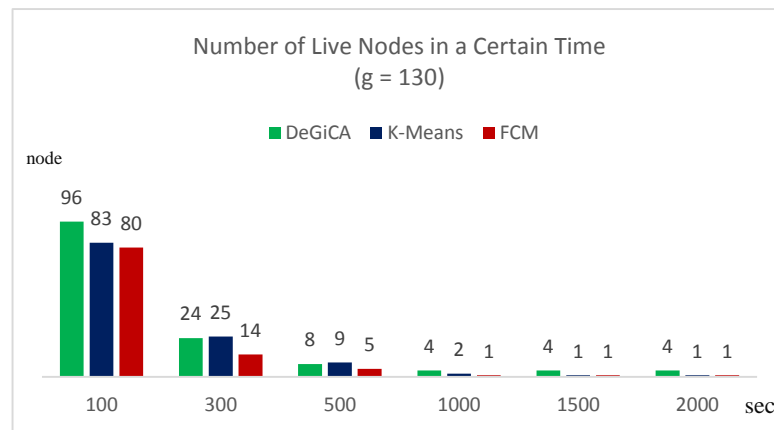 Number of Live Nodes in a Certain Time
(g = 130)
DeGiCA K-Means FCM
node
96 83 80
24 25 14
8 9 5
4 2 1
4 1 1
4 1 1
100 300 500 1000 1500 2000 sec